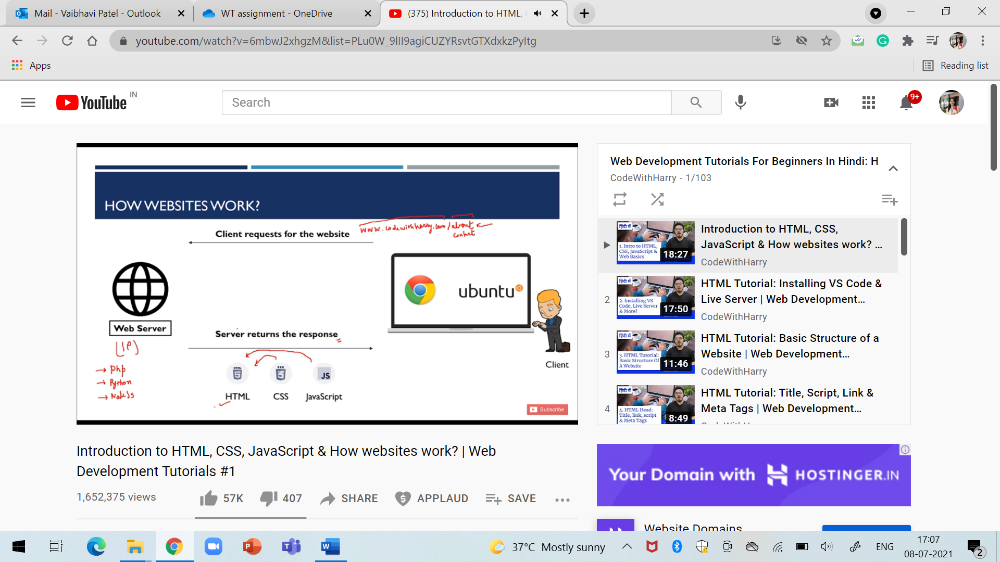 Mail - Vaibhavi Patel - Outlook
WT assignment - OneDrive
(375) Introduction to HTML,
youtube.com/watch?v=6mbwJ2xhgzM&list=PLu0W_9lII9agiCUZYRsvtGTXdxkzPyItg
Apps
Reading list
YouTube IN
Search
9+
HOW WEBSITES WORK?
Client requests for the website
www.codewithharry.com/about
contact
ubuntu
Web Server
(IP)
Server returns the response
Client
→ Php
→ Python
→ NodeJs
HTML
5
CSS
3
JS
HTML CSS JavaScript
Subscribe
Web Development Tutorials For Beginners In Hindi: H
CodeWithHarry - 1/103
हिंदी में
1. Intro to HTML,
CSS, JavaScript &
Web Basics
18:27
Introduction to HTML, CSS,
JavaScript & How websites work? ...
CodeWithHarry
2
हिंदी में
2. Installing VS
Code, Live Server
& More!
17:50
HTML Tutorial: Installing VS Code &
Live Server | Web Development...
CodeWithHarry
3
हिंदी में
3. HTML Tutorial:
Basic Structure Of
A Website
11:46
HTML Tutorial: Basic Structure of a
Website | Web Development...
CodeWithHarry
4
हिंदी में
4. HTML Head:
Title, link, script
& Meta Tags
8:49
HTML Tutorial: Title, Script, Link &
Meta Tags | Web Development...
Introduction to HTML, CSS, JavaScript & How websites work? | Web
Development Tutorials #1
1,652,375 views
57K
407
SHARE
APPLAUD
SAVE
Your Domain with HOSTINGER.IN
Website Domains
37°C Mostly sunny
ENG
17:07
08-07-2021
2